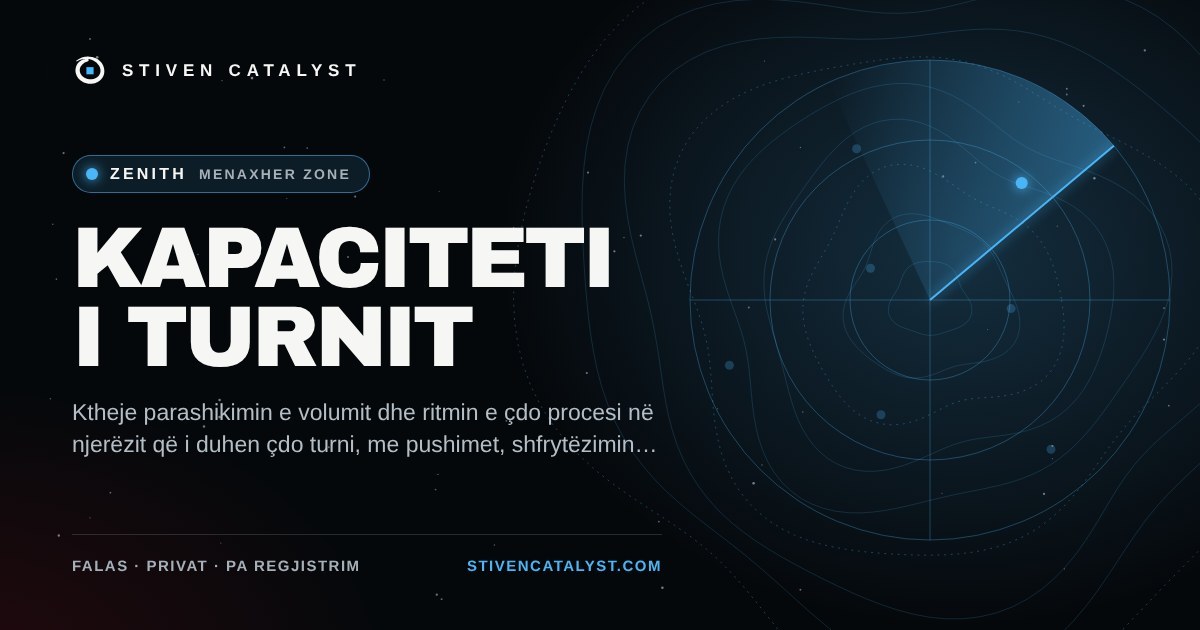 STIVEN CATALYST
ZENITH MENAXHER ZONE
KAPACITETI
I TURNIT
Ktheje parashikimin e volumit dhe ritmin e çdo procesi në
njerëzit që i duhen çdo turni, me pushimet, shfrytëzimin…
FALAS · PRIVAT · PA REGJISTRIM
STIVENCATALYST.COM